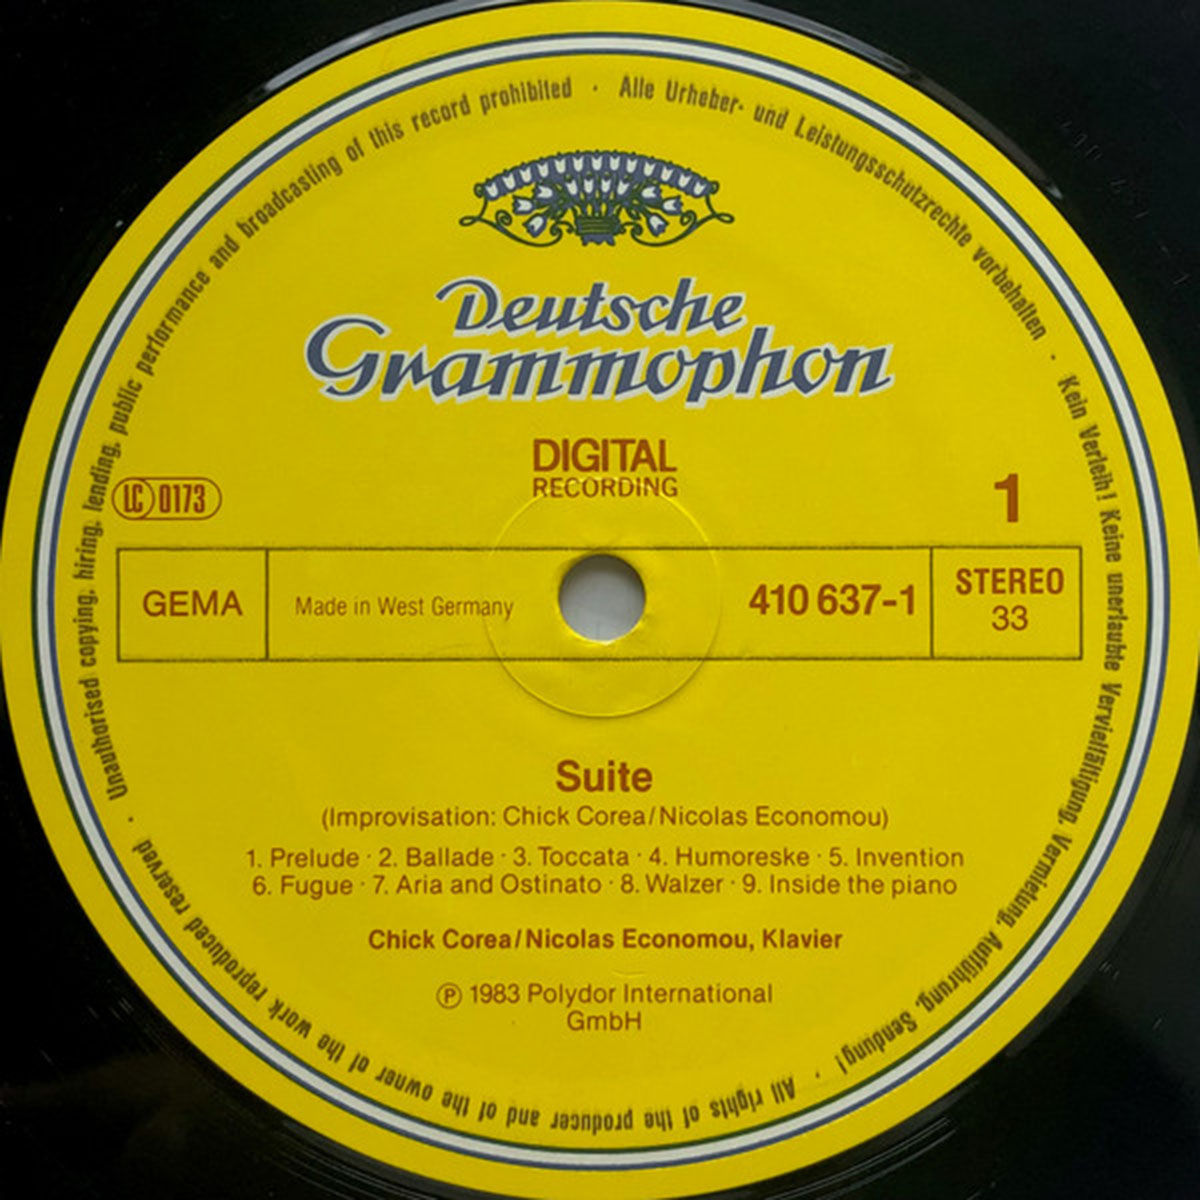 Deutsche
Grammophon
DIGITAL
RECORDING
LC 0173
1
GEMA
Made in West Germany
410 637-1
STEREO
33
Suite
(Improvisation: Chick Corea/Nicolas Economou)
1. Prelude · 2. Ballade · 3. Toccata · 4. Humoreske · 5. Invention
6. Fugue · 7. Aria and Ostinato · 8. Walzer · 9. Inside the piano
Chick Corea/Nicolas Economou, Klavier
Ⓟ 1983 Polydor International
GmbH
Alle Urheber- und Leistungsschutzrechte vorbehalten · Kein Verleih! Keine unerlaubte Vervielfältigung, Vermietung, Aufführung, Sendung! · All rights of the producer and of the owner of the work reproduced reserved · Unauthorised copying, hiring, lending, public performance and broadcasting of this record prohibited ·